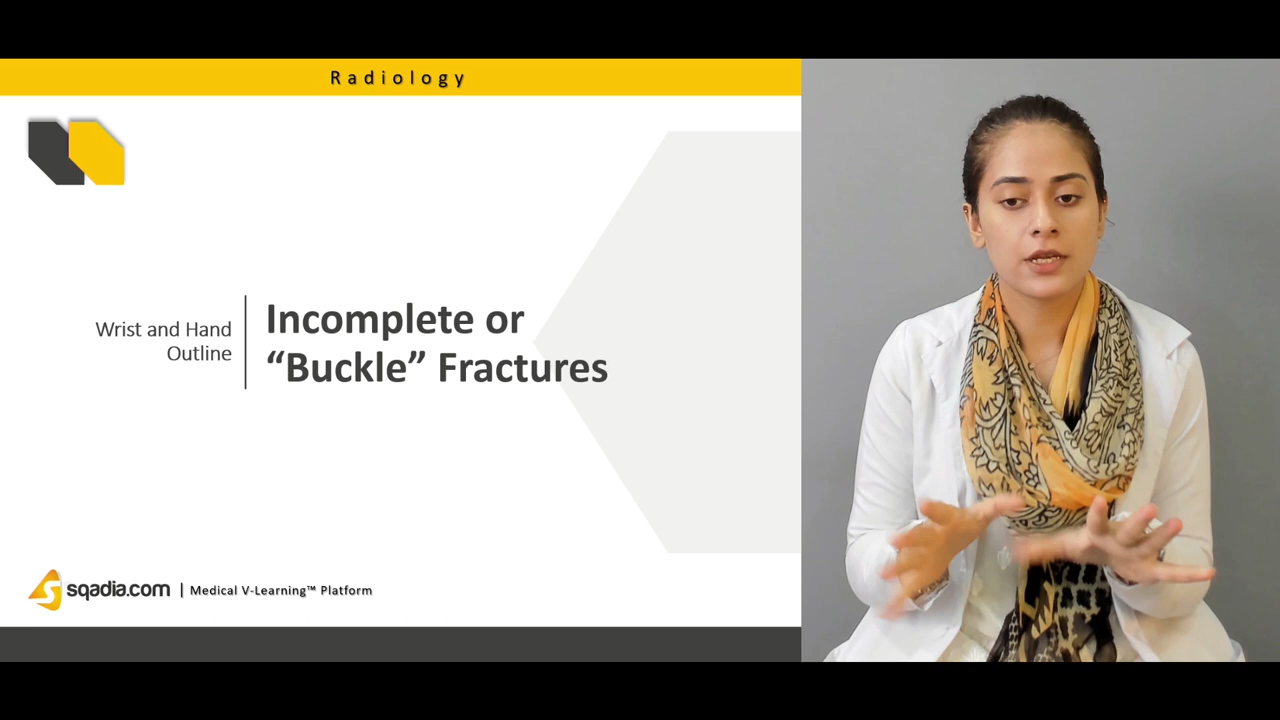 Radiology
Wrist and Hand
Outline
Incomplete or
“Buckle” Fractures
sqadia.com | Medical V-Learning™ Platform